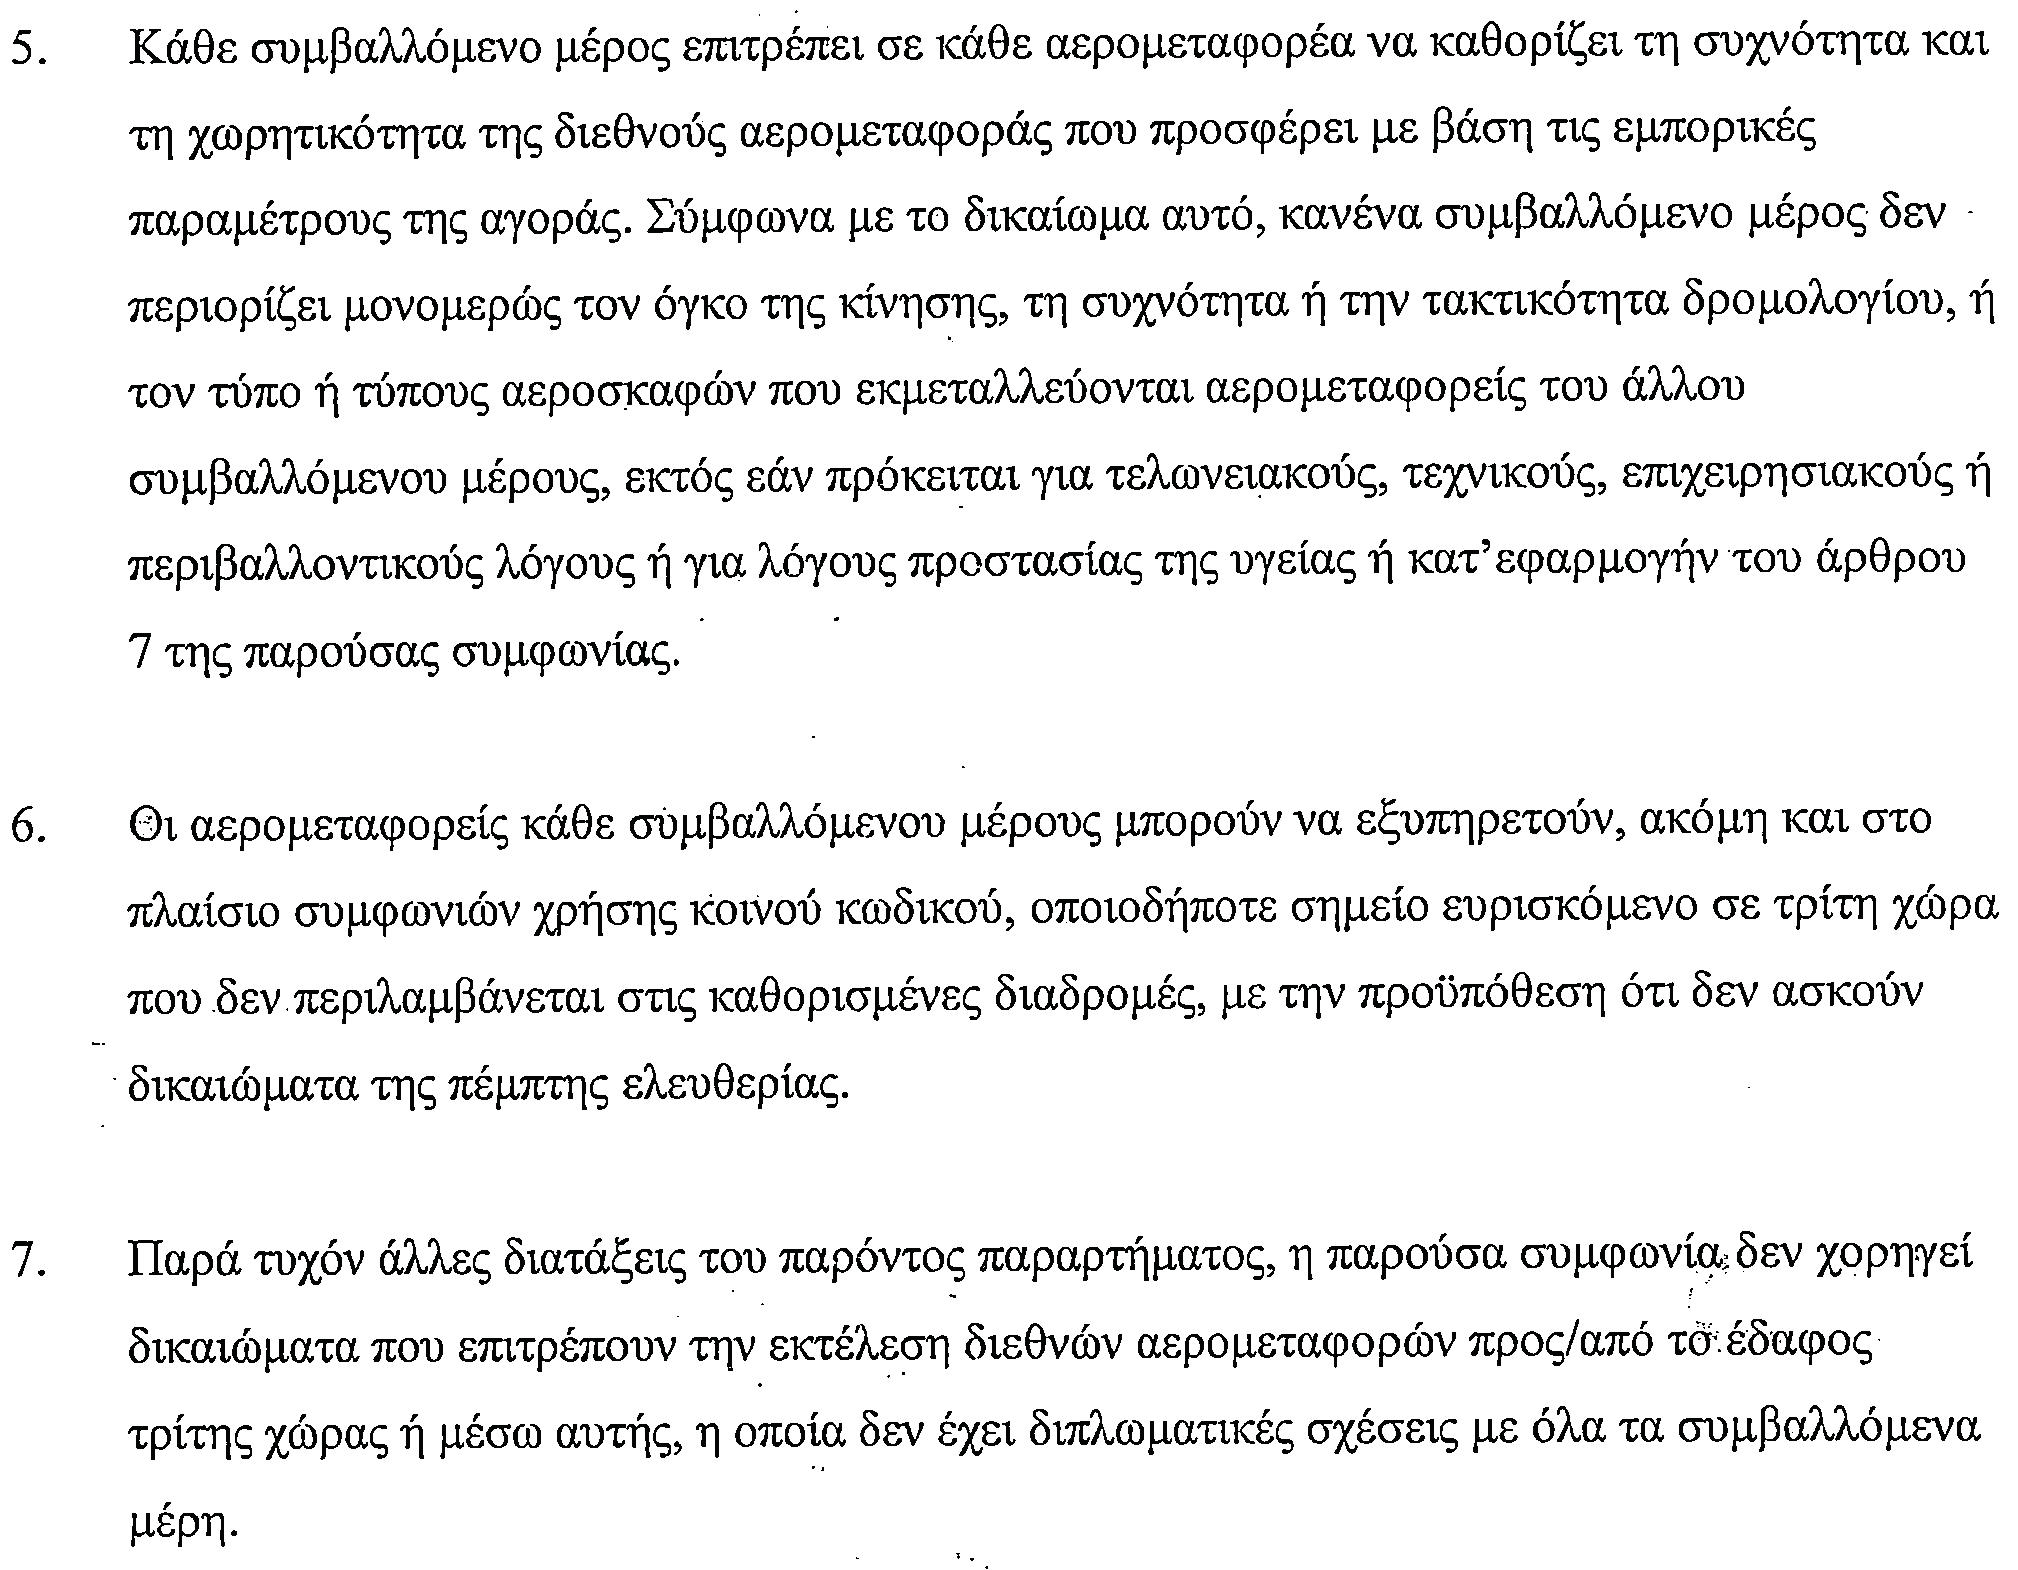 5. Κάθε συμβαλλόμενο μέρος επιτρέπει σε κάθε αερομεταφορέα να καθορίζει τη συχνότητα και
τη χωρητικότητα της διεθνούς αερομεταφοράς που προσφέρει με βάση τις εμπορικές
παραμέτρους της αγοράς. Σύμφωνα με το δικαίωμα αυτό, κανένα συμβαλλόμενο μέρος δεν
περιορίζει μονομερώς τον όγκο της κίνησης, τη συχνότητα ή την τακτικότητα δρομολογίου, ή
τον τύπο ή τύπους αεροσκαφών που εκμεταλλεύονται αερομεταφορείς του άλλου
συμβαλλόμενου μέρους, εκτός εάν πρόκειται για τελωνειακούς, τεχνικούς, επιχειρησιακούς ή
περιβαλλοντικούς λόγους ή για λόγους προστασίας της υγείας ή κατ’εφαρμογήν του άρθρου
7 της παρούσας συμφωνίας.
6. Οι αερομεταφορείς κάθε συμβαλλόμενου μέρους μπορούν να εξυπηρετούν, ακόμη και στο
πλαίσιο συμφωνιών χρήσης κοινού κωδικού, οποιοδήποτε σημείο ευρισκόμενο σε τρίτη χώρα
που δεν περιλαμβάνεται στις καθορισμένες διαδρομές, με την προϋπόθεση ότι δεν ασκούν
δικαιώματα της πέμπτης ελευθερίας.
7. Παρά τυχόν άλλες διατάξεις του παρόντος παραρτήματος, η παρούσα συμφωνία δεν χορηγεί
δικαιώματα που επιτρέπουν την εκτέλεση διεθνών αερομεταφορών προς/από το έδαφος
τρίτης χώρας ή μέσω αυτής, η οποία δεν έχει διπλωματικές σχέσεις με όλα τα συμβαλλόμενα
μέρη.